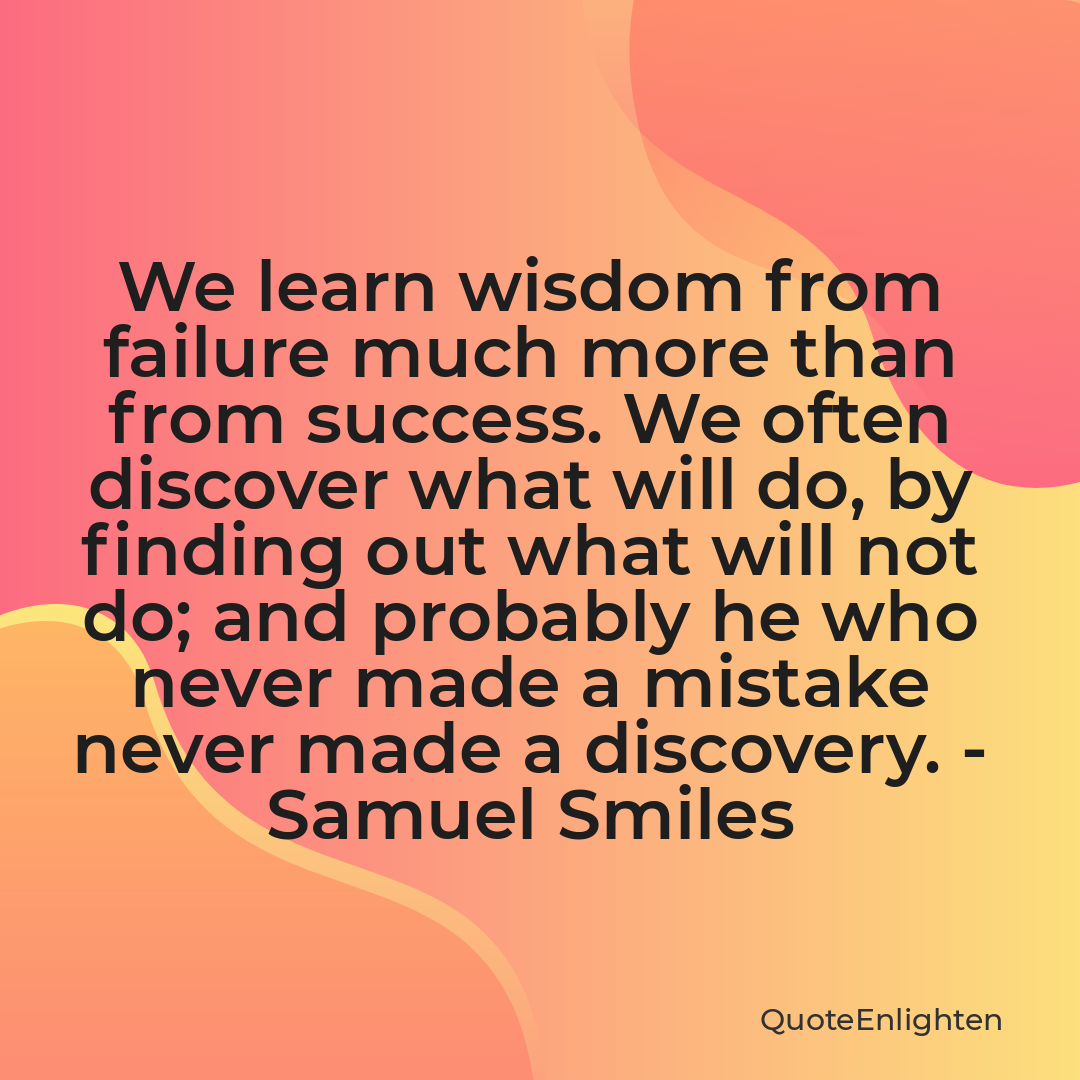 We learn wisdom from
failure much more than
from success. We often
discover what will do, by
finding out what will not
do; and probably he who
never made a mistake
never made a discovery. -
Samuel Smiles
QuoteEnlighten